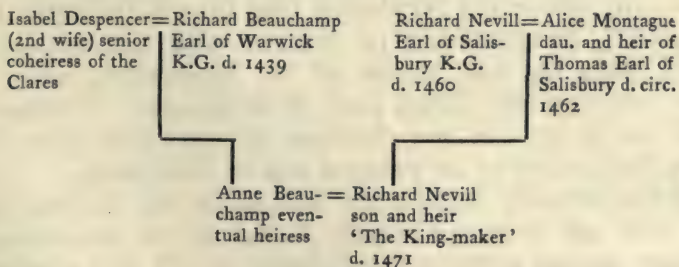 Isabel Despencer = Richard Beauchamp
(2nd wife) senior Earl of Warwick
coheiress of the K.G. d. 1439
Clares
Richard Nevill = Alice Montague
Earl of Salis- dau. and heir of
bury K.G. Thomas Earl of
d. 1460 Salisbury d. circ.
1462
Anne Beau- = Richard Nevill
champ even- son and heir
tual heiress ‘The King-maker’
d. 1471